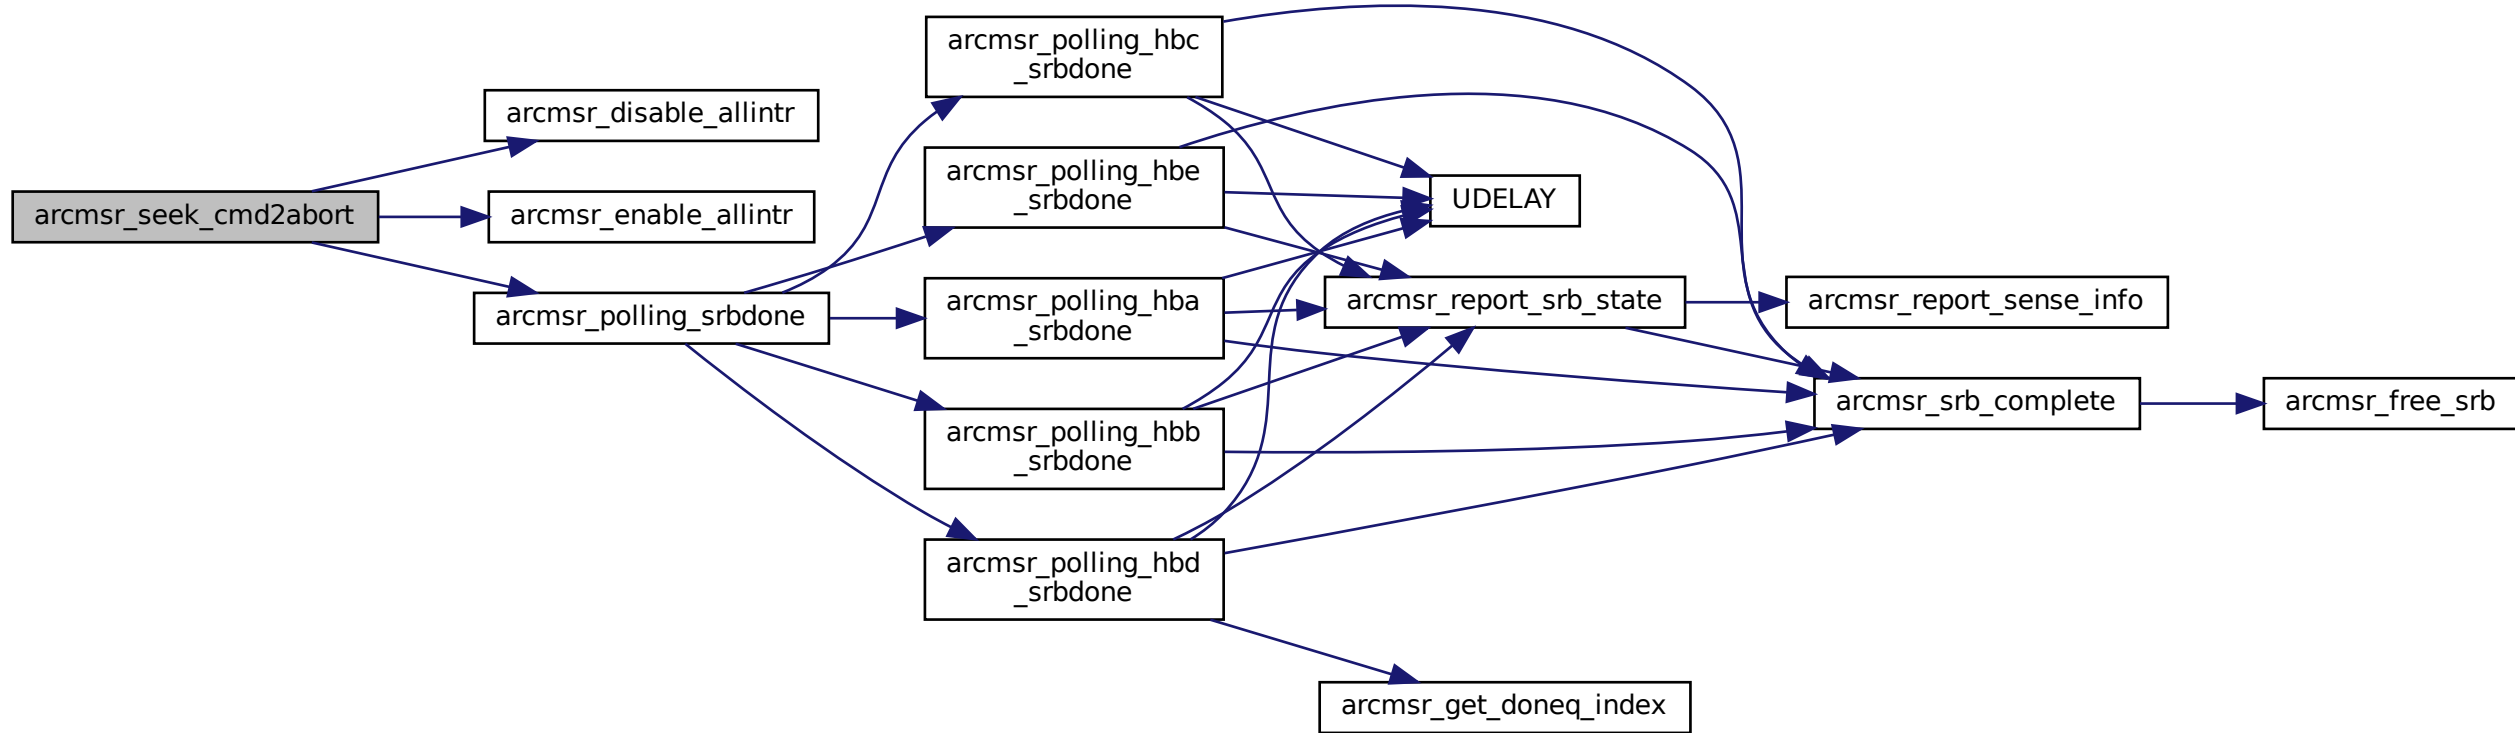 arcmsr_seek_cmd2abort
arcmsr_disable_allintr
arcmsr_enable_allintr
arcmsr_polling_srbdone
arcmsr_polling_hbc
_srbdone
arcmsr_polling_hbe
_srbdone
arcmsr_polling_hba
_srbdone
arcmsr_polling_hbb
_srbdone
arcmsr_polling_hbd
_srbdone
UDELAY
arcmsr_report_srb_state
arcmsr_get_doneq_index
arcmsr_report_sense_info
arcmsr_srb_complete
arcmsr_free_srb